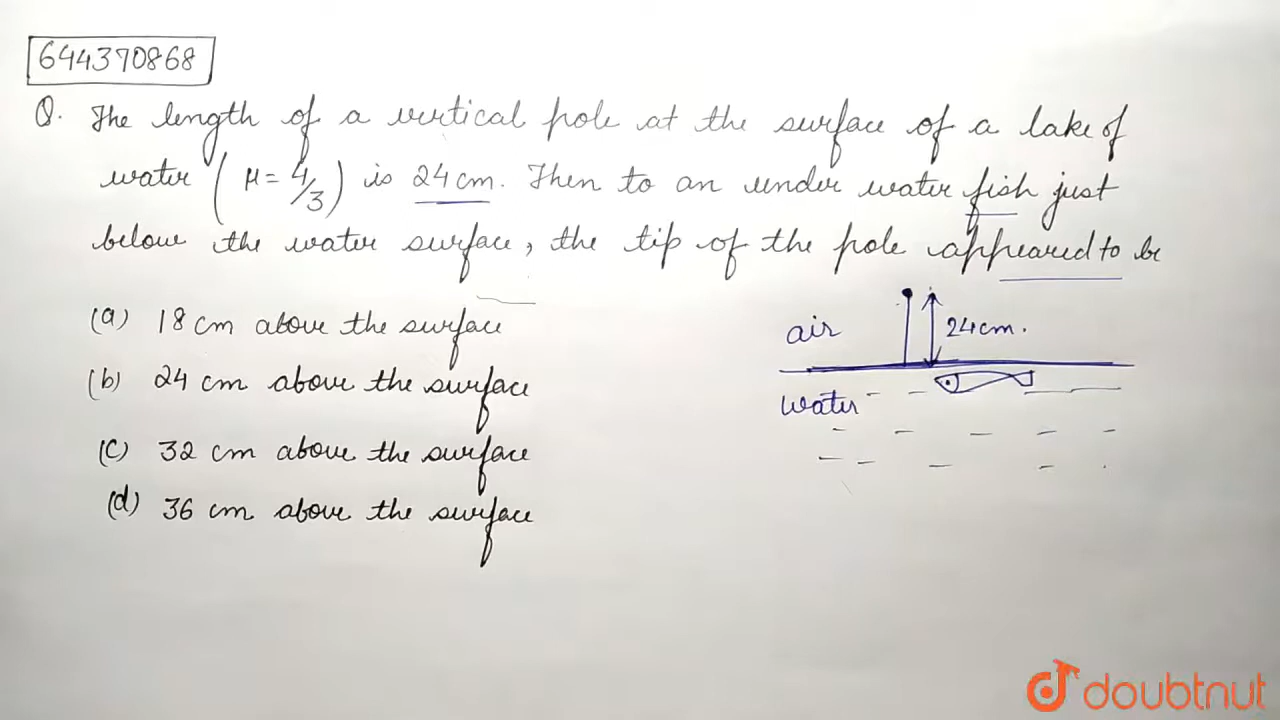 644370868
Q. The length of a vertical pole at the surface of a lake of
water (μ = 4/3) is 24 cm. Then to an under water fish just
below the water surface, the tip of the pole appeared to be
(a) 18 cm above the surface
(b) 24 cm above the surface
(c) 32 cm above the surface
(d) 36 cm above the surface
air
24cm.
water
doubtnut